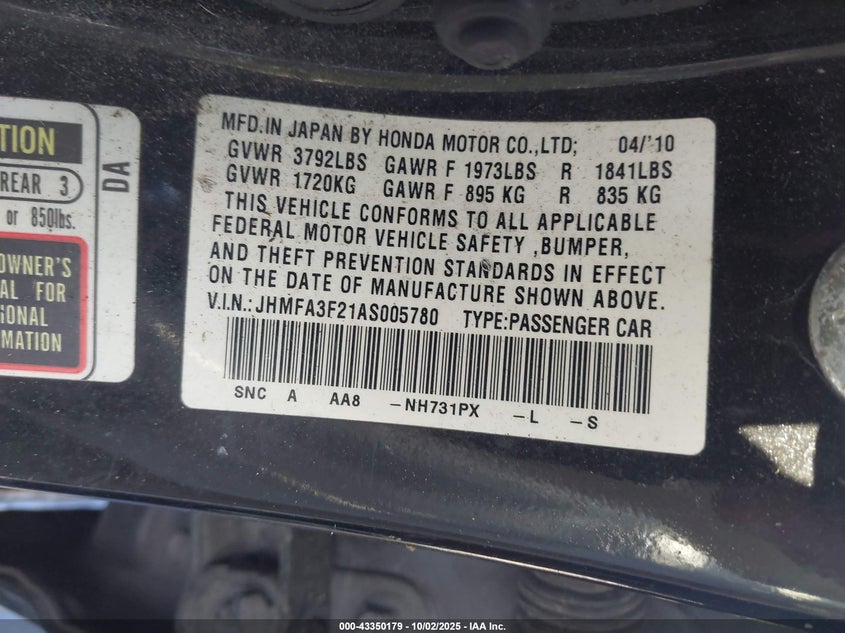 TION
REAR 3
or 850lbs.
OWNER'S
AL FOR
SONAL
RMATION
DA
MFD.IN JAPAN BY HONDA MOTOR CO.,LTD; 04/'10
GVWR 3792LBS GAWR F 1973LBS R 1841LBS
GVWR 1720KG GAWR F 895 KG R 835 KG
THIS VEHICLE CONFORMS TO ALL APPLICABLE
FEDERAL MOTOR VEHICLE SAFETY ,BUMPER,
AND THEFT PREVENTION STANDARDS IN EFFECT
ON THE DATE OF MANUFACTURE SHOWN ABOVE.
V.I.N.: JHMFA3F21AS005780 TYPE:PASSENGER CAR
SNC A AA8 -NH731PX -L -S
000-43350179 - 10/02/2025 - IAA Inc.